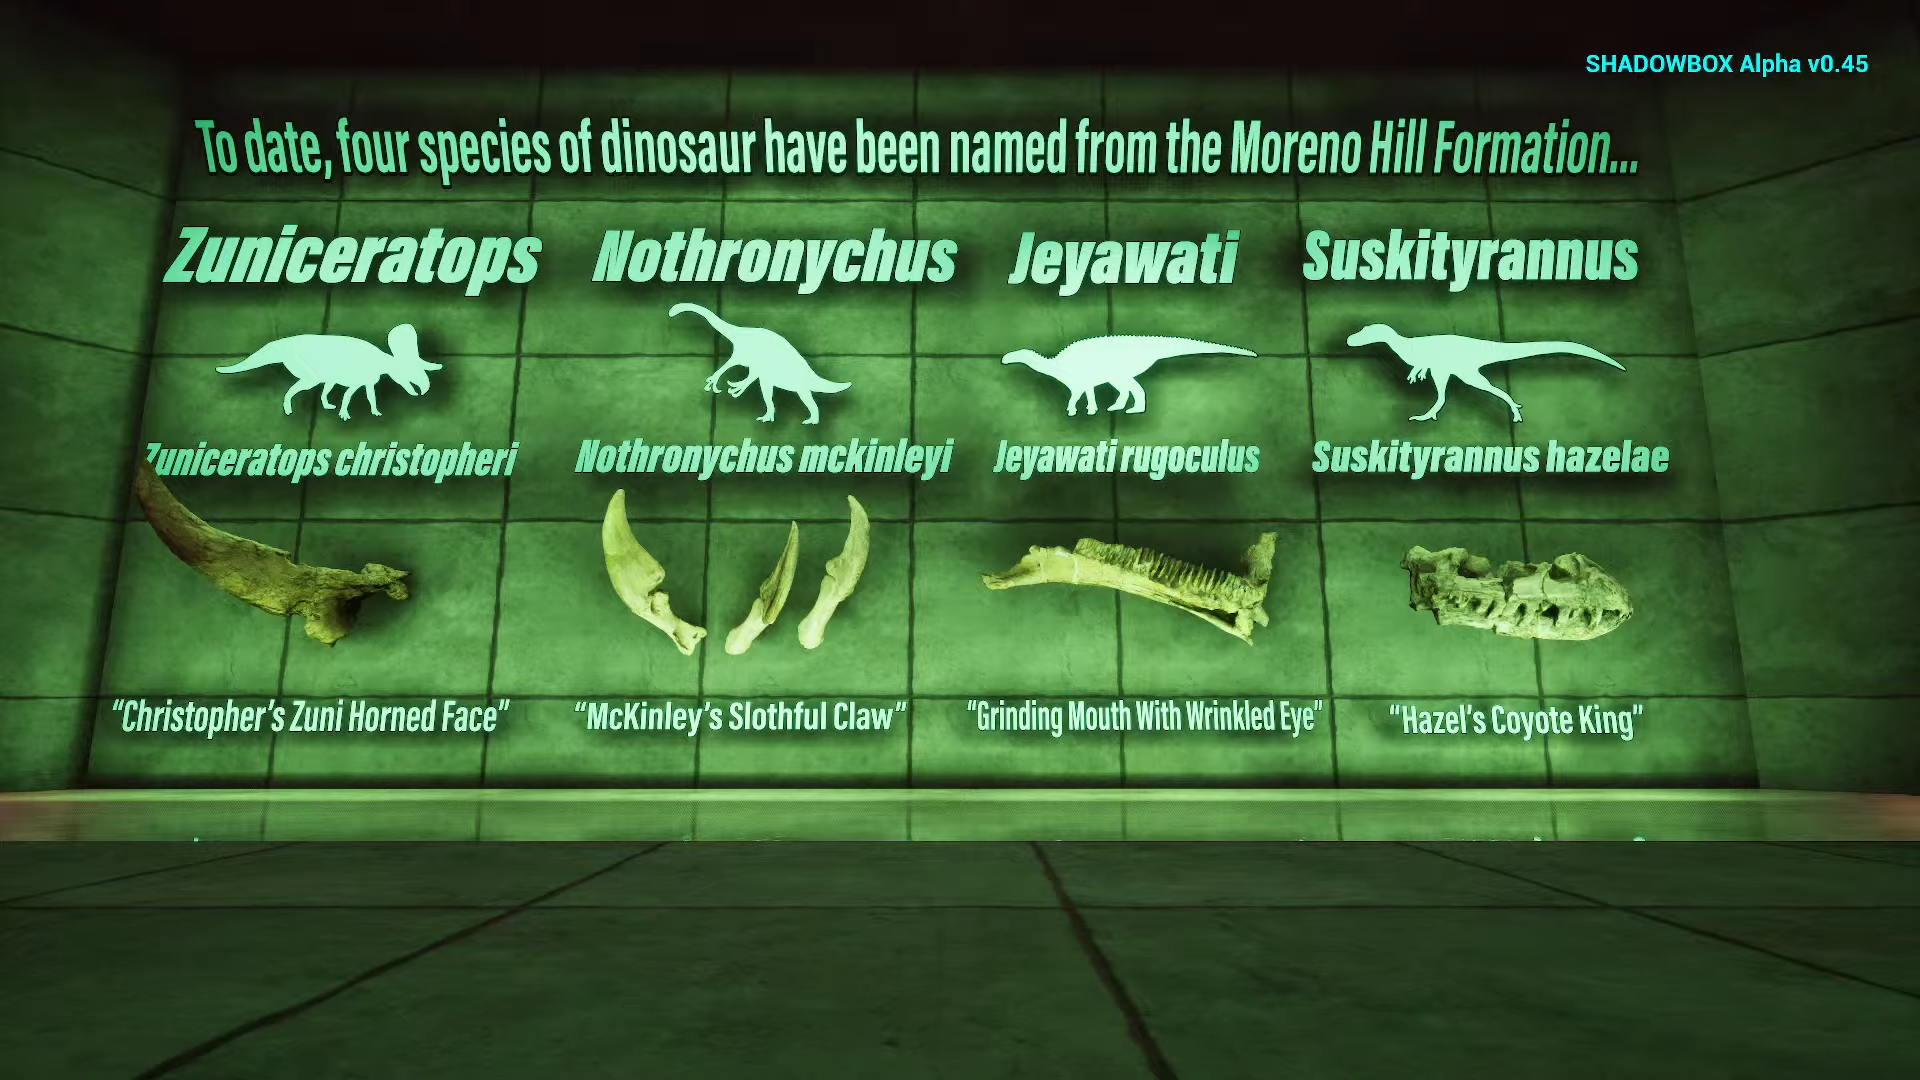 SHADOWBOX Alpha v0.45
To date, four species of dinosaur have been named from the Moreno Hill Formation...
Zuniceratops Nothronychus Jeyawati Suskityrannus
Zuniceratops christopheri Nothronychus mckinleyi Jeyawati rugoculus Suskityrannus hazelae
“Christopher’s Zuni Horned Face” “McKinley’s Slothful Claw” “Grinding Mouth With Wrinkled Eye” “Hazel’s Coyote King”